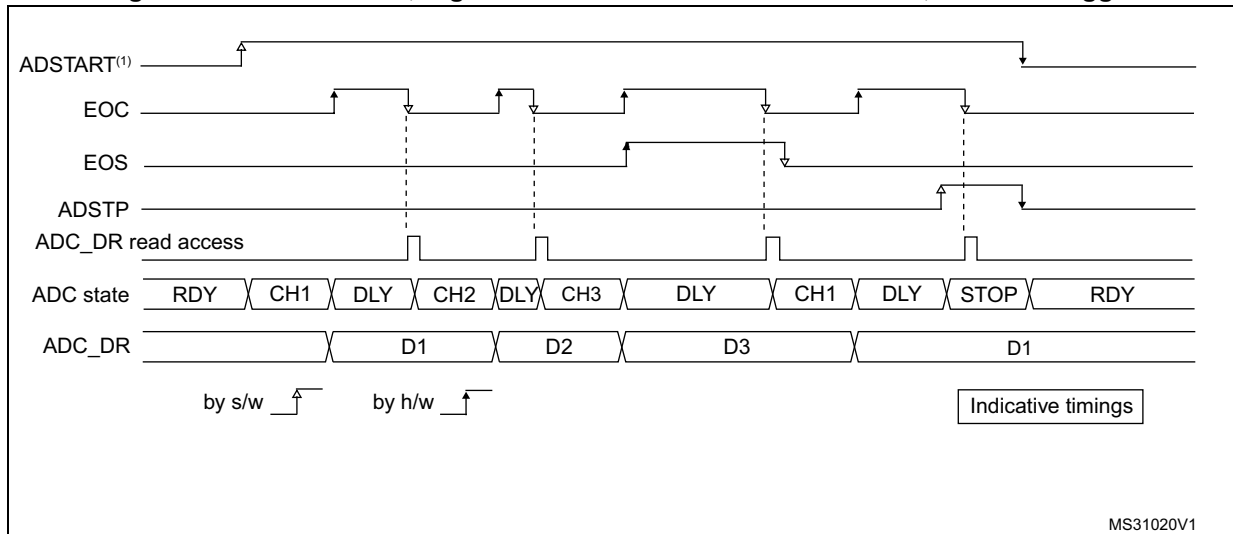 ADSTART(1)
EOC
EOS
ADSTP
ADC_DR read access
ADC state RDY CH1 DLY CH2 DLY CH3 DLY CH1 DLY STOP RDY
ADC_DR D1 D2 D3 D1
by s/w by h/w Indicative timings
MS31020V1